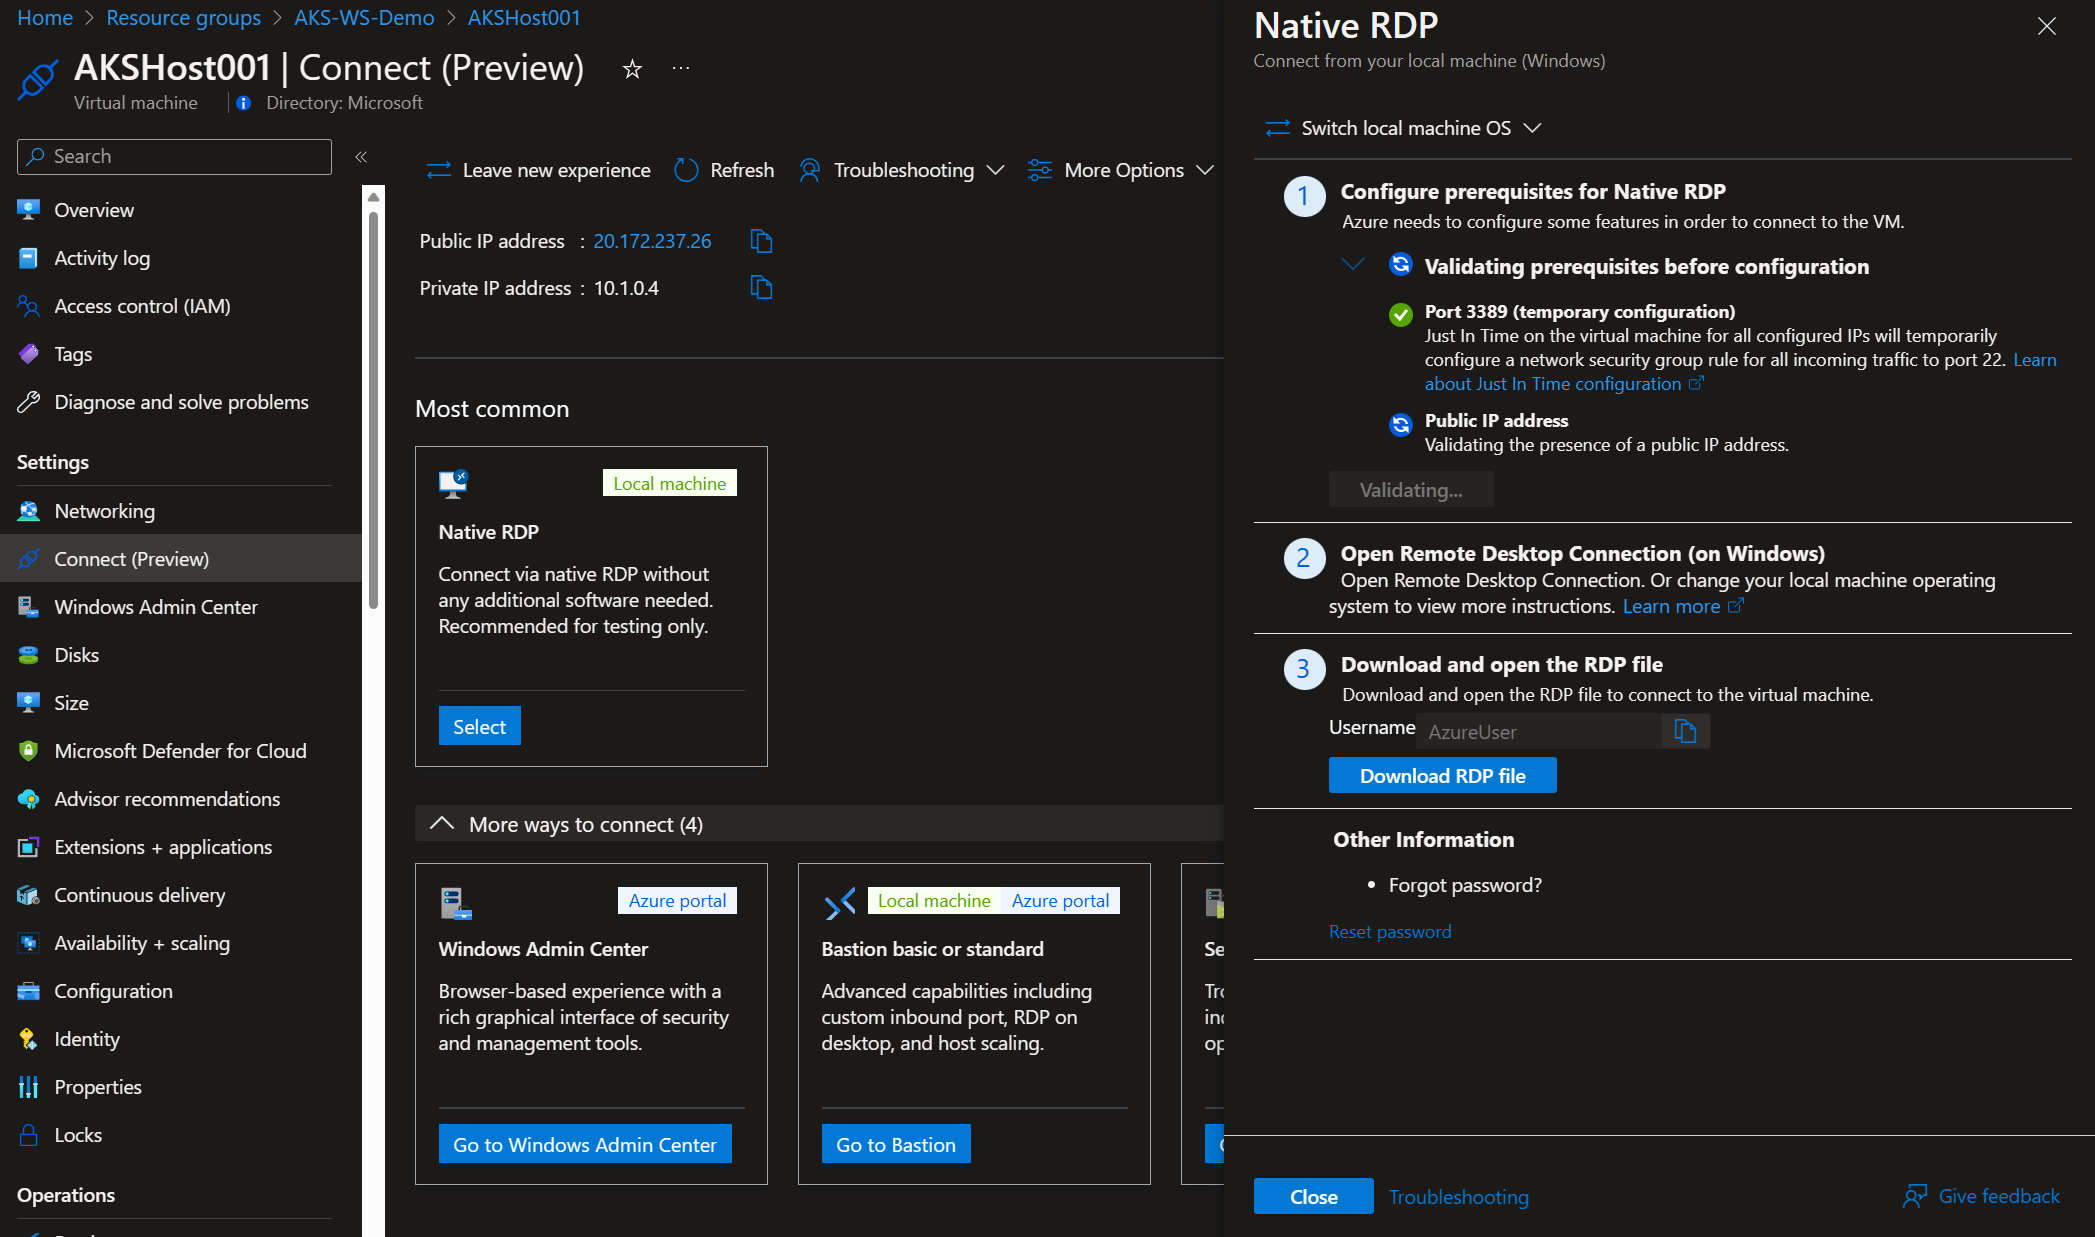 Home > Resource groups > AKS-WS-Demo > AKSHost001
AKSHost001 | Connect (Preview) ☆ ...
Virtual machine | Directory: Microsoft
Search «
Overview
Activity log
Access control (IAM)
Tags
Diagnose and solve problems
Settings
Networking
Connect (Preview)
Windows Admin Center
Disks
Size
Microsoft Defender for Cloud
Advisor recommendations
Extensions + applications
Continuous delivery
Availability + scaling
Configuration
Identity
Properties
Locks
Operations
Leave new experience Refresh Troubleshooting More Options
Public IP address : 20.172.237.26
Private IP address : 10.1.0.4
Most common
Local machine
Native RDP
Connect via native RDP without
any additional software needed.
Recommended for testing only.
Select
More ways to connect (4)
Azure portal
Windows Admin Center
Browser-based experience with a
rich graphical interface of security
and management tools.
Go to Windows Admin Center
Local machine Azure portal
Bastion basic or standard
Advanced capabilities including
custom inbound port, RDP on
desktop, and host scaling.
Go to Bastion
Native RDP
Connect from your local machine (Windows)
Switch local machine OS
1 Configure prerequisites for Native RDP
Azure needs to configure some features in order to connect to the VM.
Validating prerequisites before configuration
Port 3389 (temporary configuration)
Just In Time on the virtual machine for all configured IPs will temporarily
configure a network security group rule for all incoming traffic to port 22. Learn
about Just In Time configuration
Public IP address
Validating the presence of a public IP address.
Validating...
2 Open Remote Desktop Connection (on Windows)
Open Remote Desktop Connection. Or change your local machine operating
system to view more instructions. Learn more
3 Download and open the RDP file
Download and open the RDP file to connect to the virtual machine.
Username AzureUser
Download RDP file
Other Information
• Forgot password?
Reset password
Close Troubleshooting Give feedback